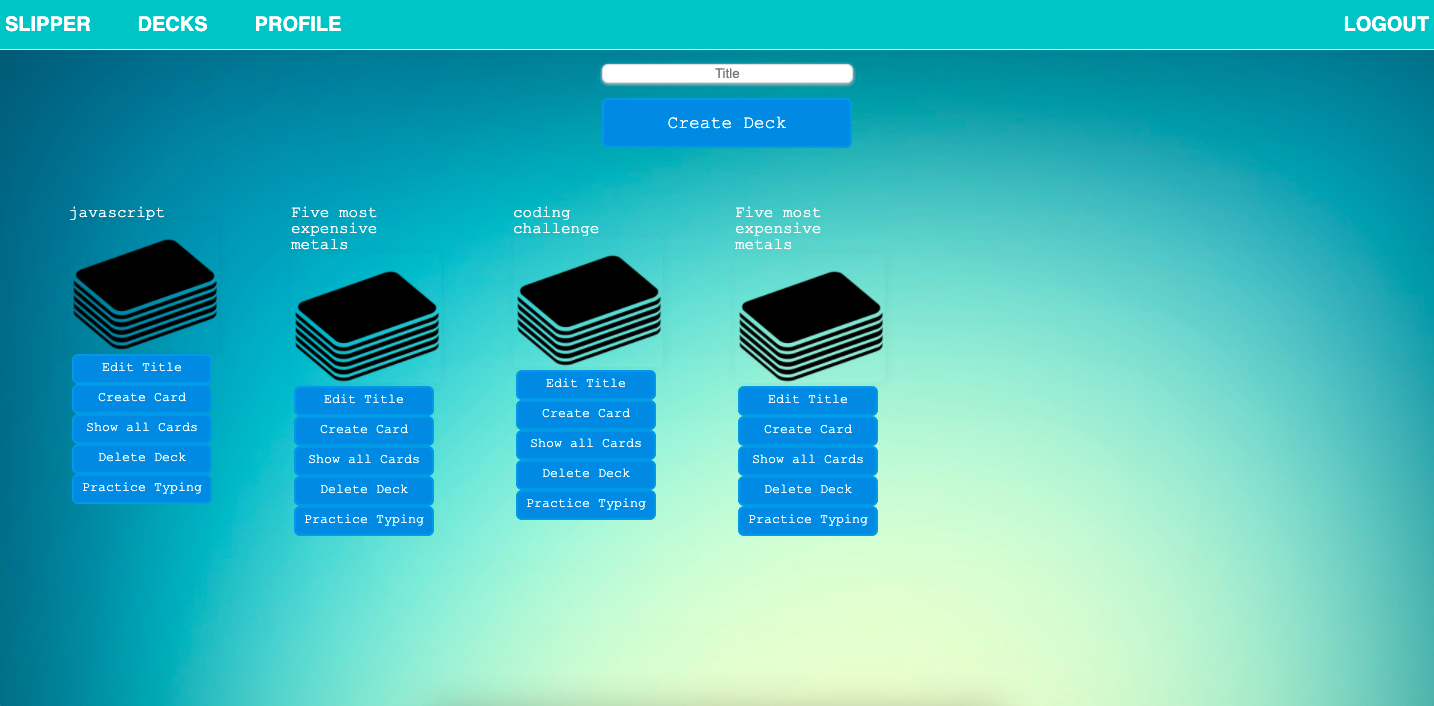 SLIPPER DECKS PROFILE LOGOUT
Title
Create Deck
javascript
Edit Title
Create Card
Show all Cards
Delete Deck
Practice Typing
Five most
expensive
metals
Edit Title
Create Card
Show all Cards
Delete Deck
Practice Typing
coding
challenge
Edit Title
Create Card
Show all Cards
Delete Deck
Practice Typing
Five most
expensive
metals
Edit Title
Create Card
Show all Cards
Delete Deck
Practice Typing